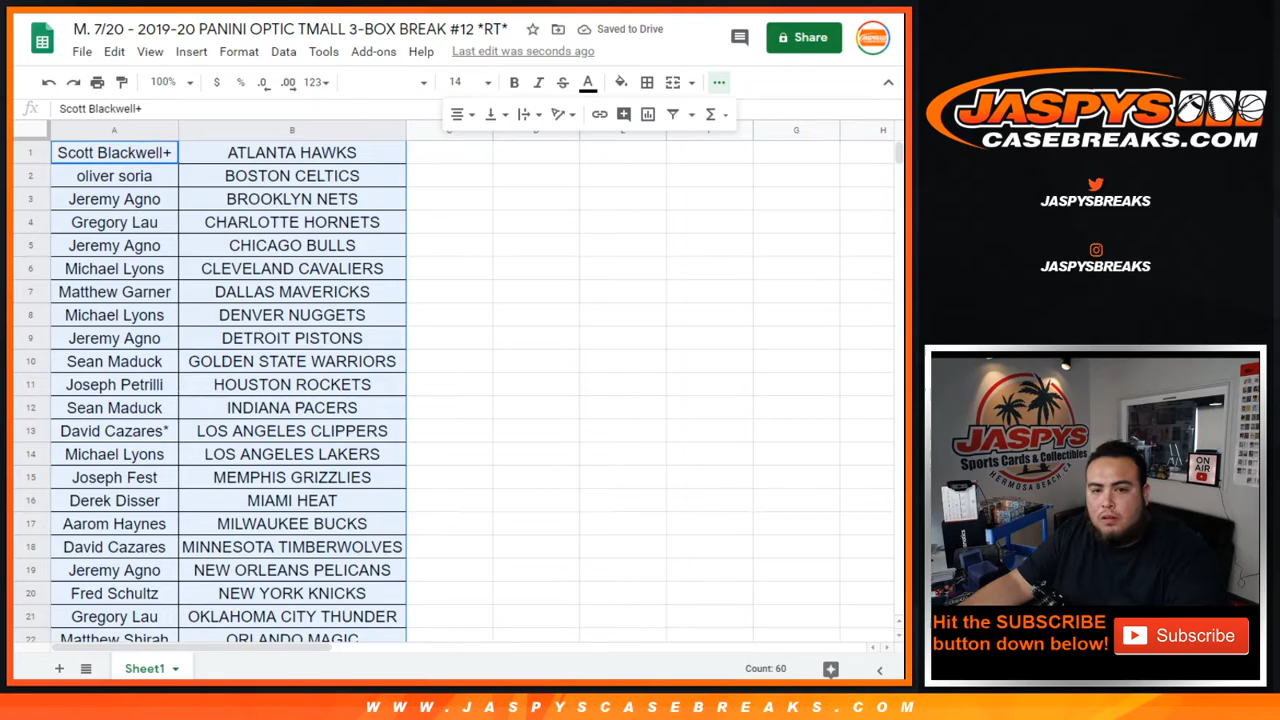 M. 7/20 - 2019-20 PANINI OPTIC TMALL 3-BOX BREAK #12 *RT*
Saved to Drive
Share
File Edit View Insert Format Data Tools Add-ons Help Last edit was seconds ago
100% $ % .0 .00 123 14 B I S A
fx Scott Blackwell+
A B C D E F G H
1 Scott Blackwell+ ATLANTA HAWKS
2 oliver soria BOSTON CELTICS
3 Jeremy Agno BROOKLYN NETS
4 Gregory Lau CHARLOTTE HORNETS
5 Jeremy Agno CHICAGO BULLS
6 Michael Lyons CLEVELAND CAVALIERS
7 Matthew Garner DALLAS MAVERICKS
8 Michael Lyons DENVER NUGGETS
9 Jeremy Agno DETROIT PISTONS
10 Sean Maduck GOLDEN STATE WARRIORS
11 Joseph Petrilli HOUSTON ROCKETS
12 Sean Maduck INDIANA PACERS
13 David Cazares* LOS ANGELES CLIPPERS
14 Michael Lyons LOS ANGELES LAKERS
15 Joseph Fest MEMPHIS GRIZZLIES
16 Derek Disser MIAMI HEAT
17 Aarom Haynes MILWAUKEE BUCKS
18 David Cazares MINNESOTA TIMBERWOLVES
19 Jeremy Agno NEW ORLEANS PELICANS
20 Fred Schultz NEW YORK KNICKS
21 Gregory Lau OKLAHOMA CITY THUNDER
22 Matthew Shirah ORLANDO MAGIC
Sheet1
Count: 60
JASPYS
CASEBREAKS.COM
JASPYSBREAKS
JASPYSBREAKS
JASPYS
Sports Cards & Collectibles
HERMOSA BEACH CA
ON AIR
Hit the SUBSCRIBE
button down below!
Subscribe
WWW.JASPYSCASEBREAKS.COM